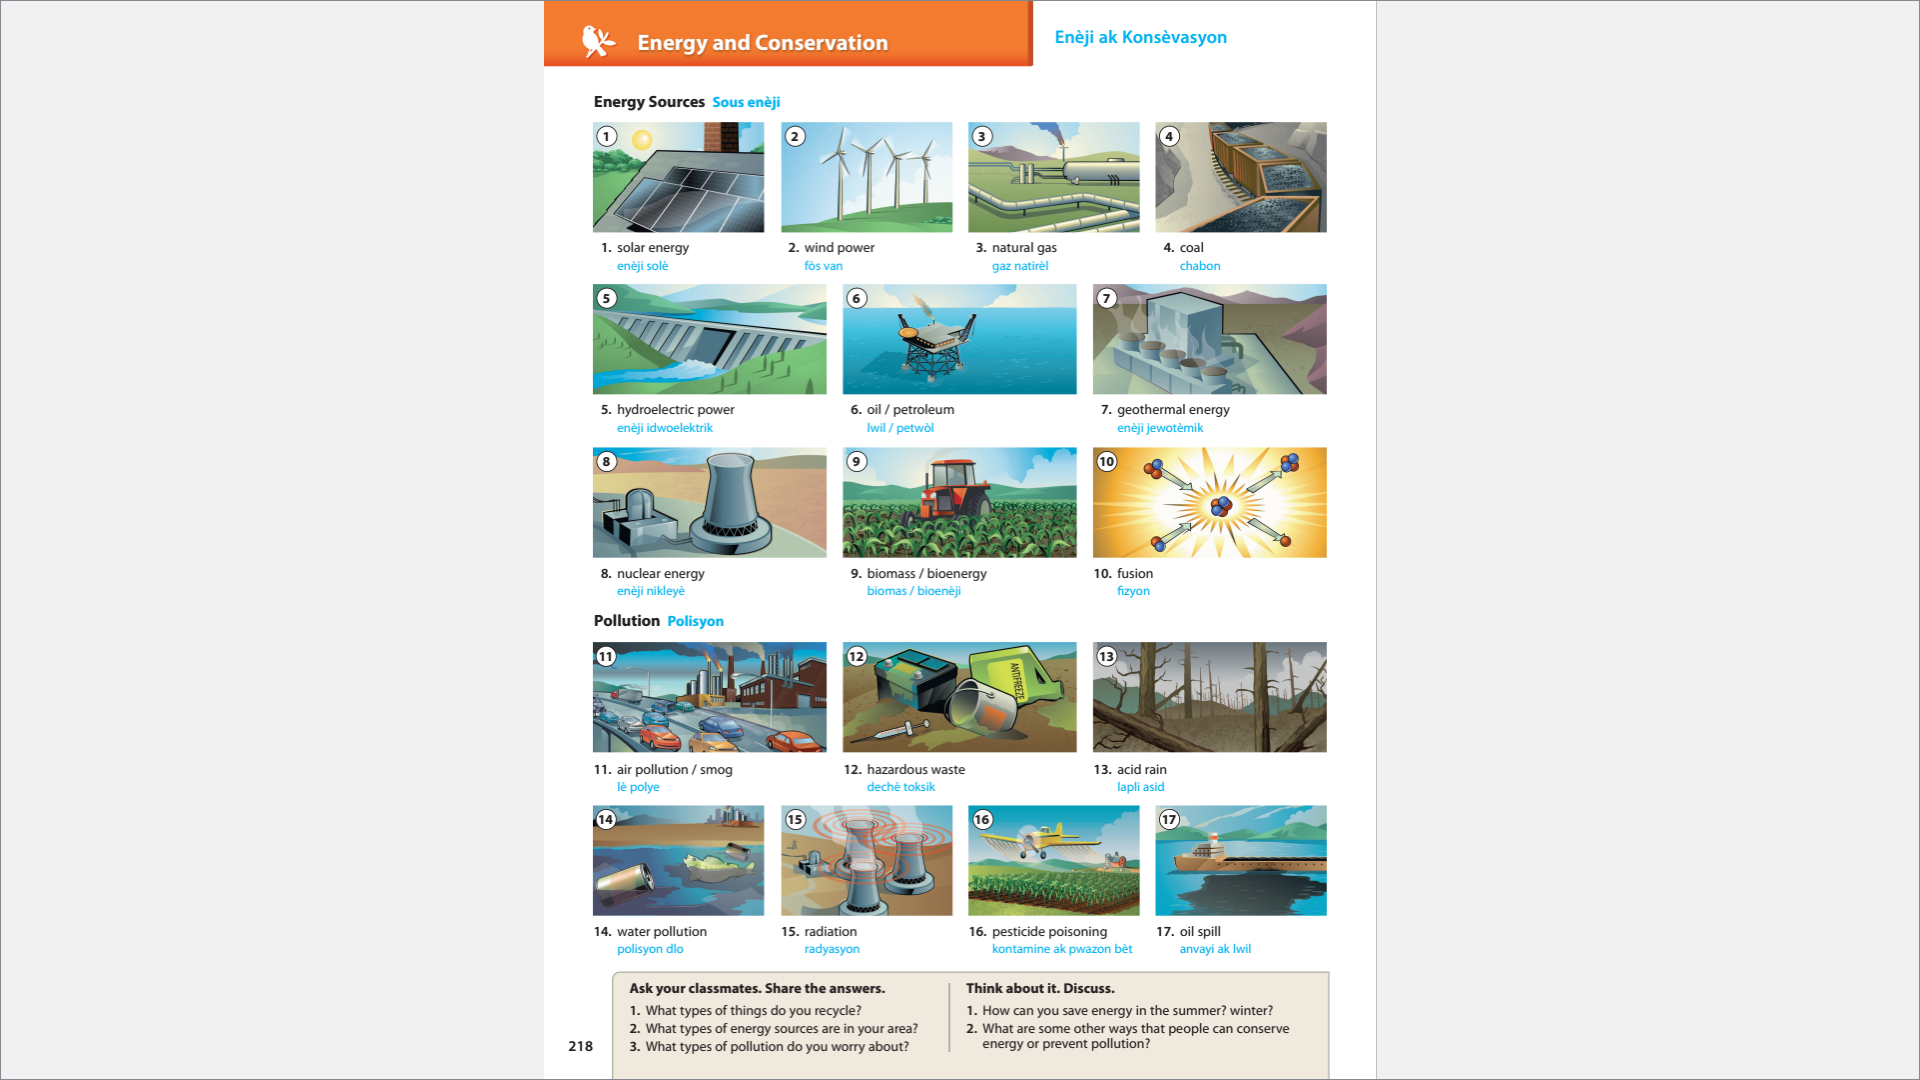 Energy and Conservation
Enèji ak Konsèvasyon
Energy Sources Sous enèji
1
2
3
4
1. solar energy
enèji solè
2. wind power
fòs van
3. natural gas
gaz natirèl
4. coal
chabon
5
6
7
5. hydroelectric power
enèji idwoelektrik
6. oil / petroleum
lwil / petwòl
7. geothermal energy
enèji jewotèmik
8
9
10
8. nuclear energy
enèji nikleyè
9. biomass / bioenergy
biomas / bioenèji
10. fusion
fizyon
Pollution Polisyon
11
12
ANTIFREEZE
13
11. air pollution / smog
lè polye
12. hazardous waste
dechè toksik
13. acid rain
lapli asid
14
15
16
17
14. water pollution
polisyon dlo
15. radiation
radyasyon
16. pesticide poisoning
kontamine ak pwazon bèt
17. oil spill
anvayi ak lwil
Ask your classmates. Share the answers.
1. What types of things do you recycle?
2. What types of energy sources are in your area?
3. What types of pollution do you worry about?
Think about it. Discuss.
1. How can you save energy in the summer? winter?
2. What are some other ways that people can conserve
energy or prevent pollution?
218